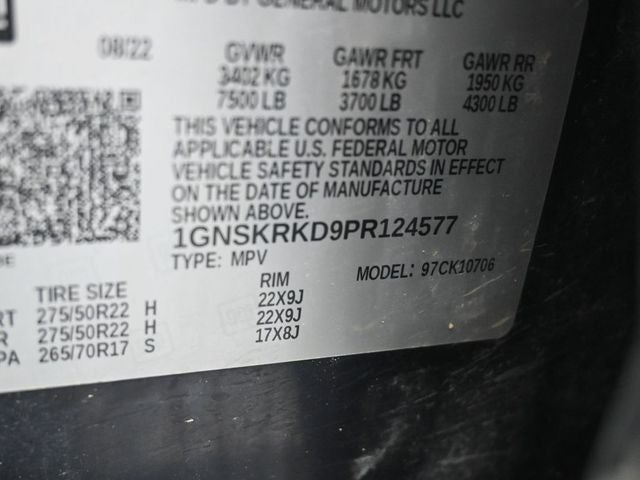 MFD BY GENERAL MOTORS LLC
08/22 GVWR GAWR FRT GAWR RR
3402 KG 1678 KG 1950 KG
7500 LB 3700 LB 4300 LB
THIS VEHICLE CONFORMS TO ALL
APPLICABLE U.S. FEDERAL MOTOR
VEHICLE SAFETY STANDARDS IN EFFECT
ON THE DATE OF MANUFACTURE
1GNSKRKD9PR124577
TYPE: MPV MODEL: 97CK10706
TIRE SIZE RIM
RT 275/50R22 H 22X9J
R 275/50R22 H 22X9J
PA 265/70R17 S 17X8J